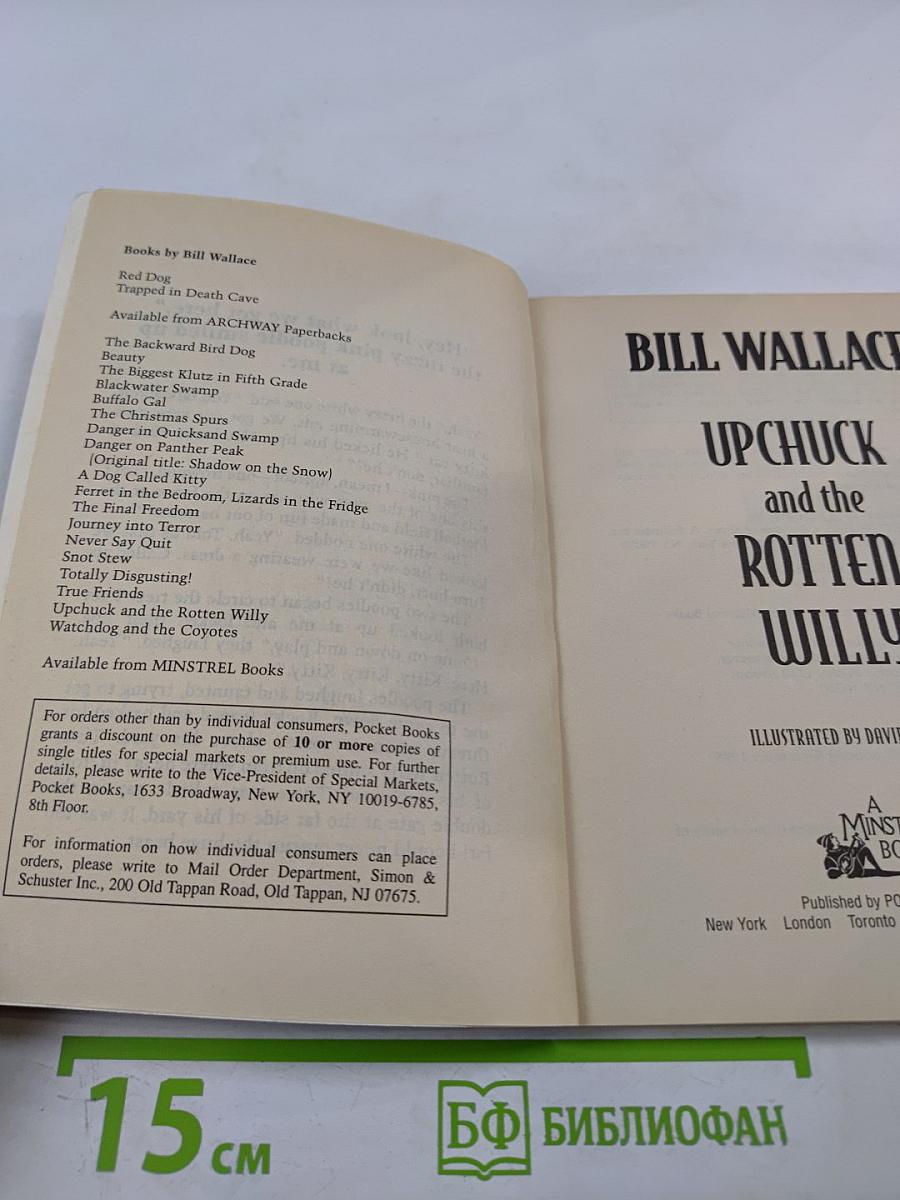 Books by Bill Wallace
Red Dog
Trapped in Death Cave
Available from ARCHWAY Paperbacks
The Backward Bird Dog
Beauty
The Biggest Klutz in Fifth Grade
Blackwater Swamp
Buffalo Gal
The Christmas Spurs
Danger in Quicksand Swamp
Danger on Panther Peak
(Original title: Shadow on the Snow)
A Dog Called Kitty
Ferret in the Bedroom, Lizards in the Fridge
The Final Freedom
Journey into Terror
Never Say Quit
Snot Stew
Totally Disgusting!
True Friends
Upchuck and the Rotten Willy
Watchdog and the Coyotes
Available from MINSTREL Books
For orders other than by individual consumers, Pocket Books
grants a discount on the purchase of 10 or more copies of
single titles for special markets or premium use. For further
details, please write to the Vice-President of Special Markets,
Pocket Books, 1633 Broadway, New York, NY 10019-6785,
8th Floor.
For information on how individual consumers can place
orders, please write to Mail Order Department, Simon &
Schuster Inc., 200 Old Tappan Road, Old Tappan, NJ 07675.
BILL WALLACE
UPCHUCK
and the
ROTTEN
WILLY
ILLUSTRATED BY DAVI
A
MINST
BO
Published by PO
New York London Toronto
15 см
БФ БИБЛИОФАН